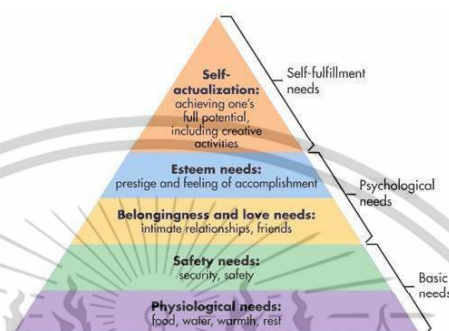 Self-
actualization:
achieving one's
full potential,
including creative
activities
Self-fulfillment
needs
Esteem needs:
prestige and feeling of accomplishment
Psychological
needs
Belongingness and love needs:
intimate relationships, friends
Safety needs:
security, safety
Basic
needs
Physiological needs:
food, water, warmth, rest